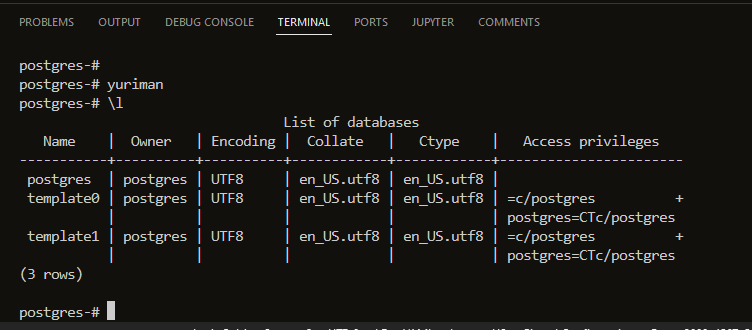 PROBLEMS OUTPUT DEBUG CONSOLE TERMINAL PORTS JUPYTER COMMENTS
postgres-#
postgres-# yuriman
postgres-# \l
                                  List of databases
   Name    |  Owner   | Encoding |  Collate   |   Ctype    |   Access privileges
-----------+----------+----------+------------+------------+-----------------------
 postgres  | postgres | UTF8     | en_US.utf8 | en_US.utf8 |
 template0 | postgres | UTF8     | en_US.utf8 | en_US.utf8 | =c/postgres          +
           |          |          |            |            | postgres=CTc/postgres
 template1 | postgres | UTF8     | en_US.utf8 | en_US.utf8 | =c/postgres          +
           |          |          |            |            | postgres=CTc/postgres
(3 rows)
postgres-#